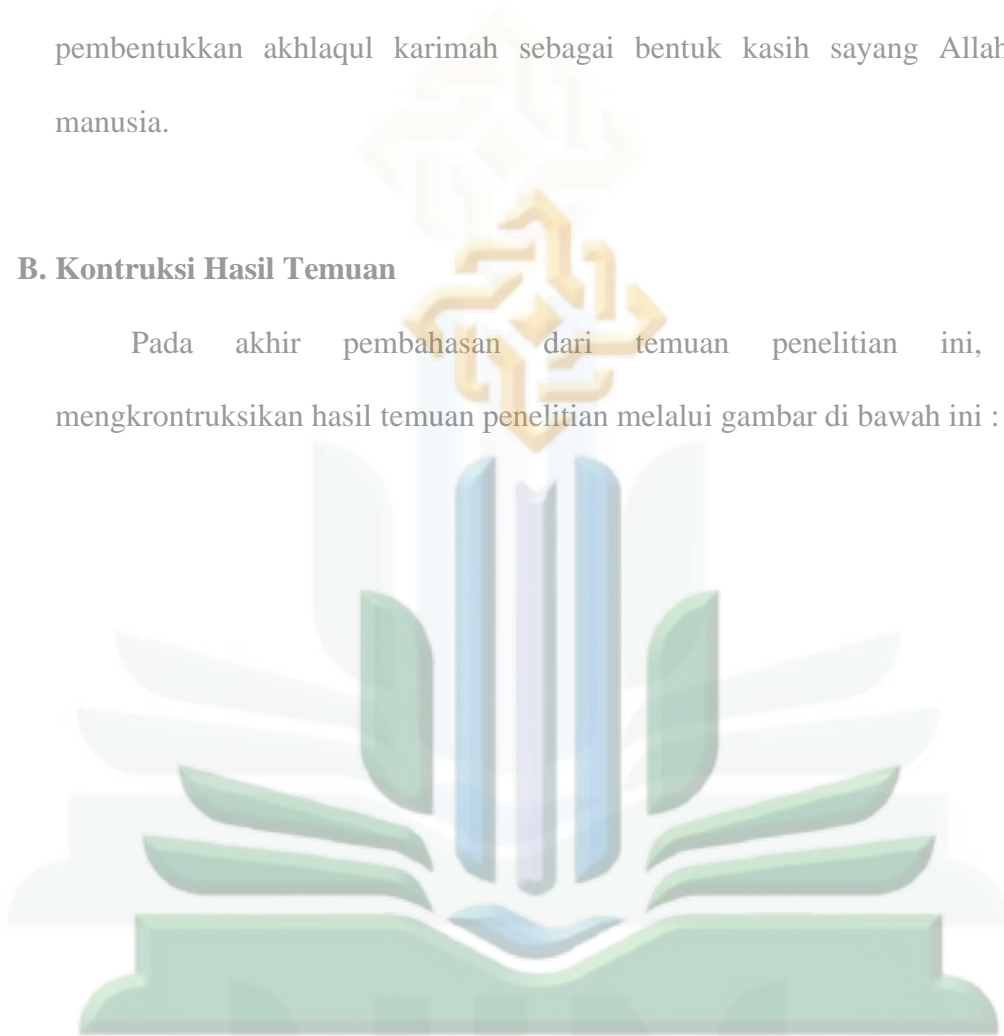 pembentukkan akhlaqul karimah sebagai bentuk kasih sayang Allah
manusia.
B. Kontruksi Hasil Temuan
Pada akhir pembahasan dari temuan penelitian ini,
mengkrontruksikan hasil temuan penelitian melalui gambar di bawah ini :